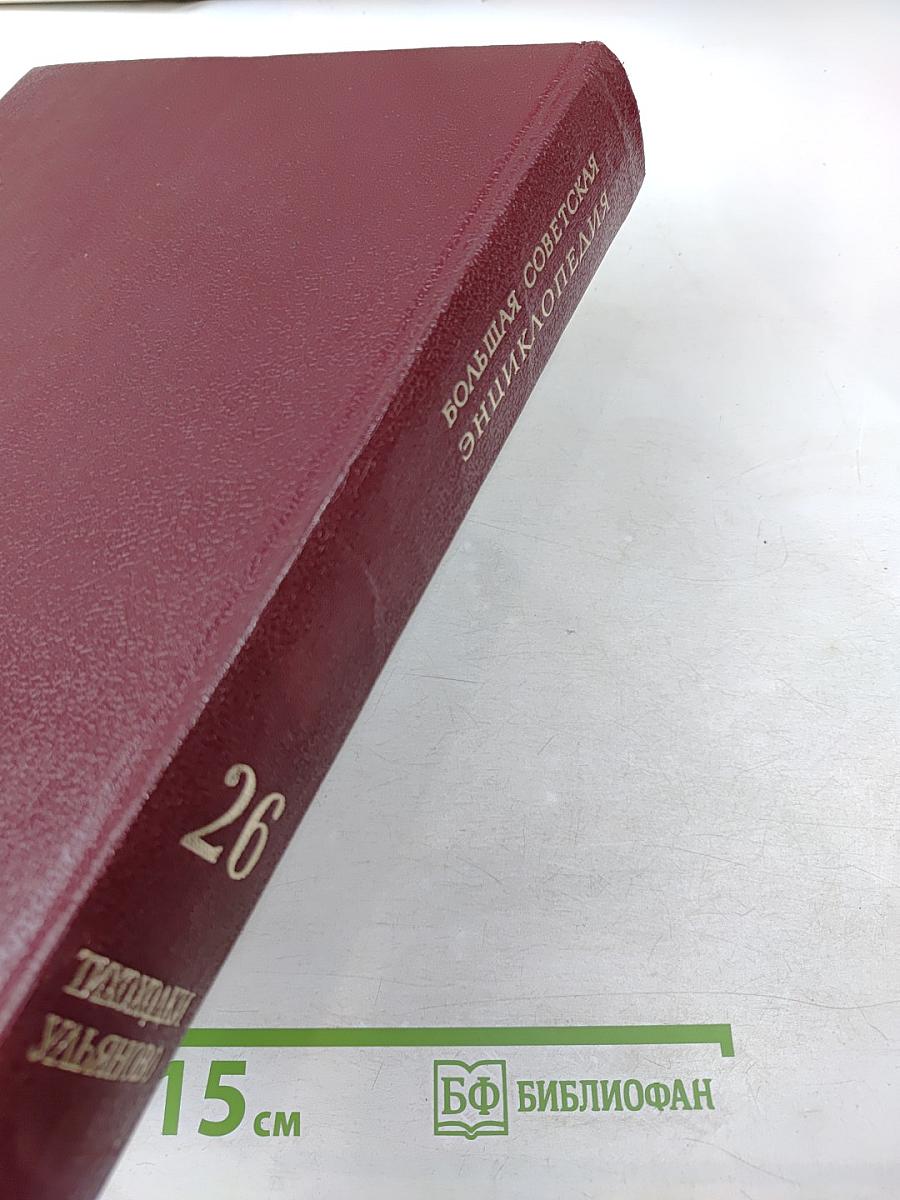 БОЛЬШАЯ СОВЕТСКАЯ
ЭНЦИКЛОПЕДИЯ
26
ТИХОХОДКИ
УЛЬЯНОВО
15 см
БФ БИБЛИОФАН